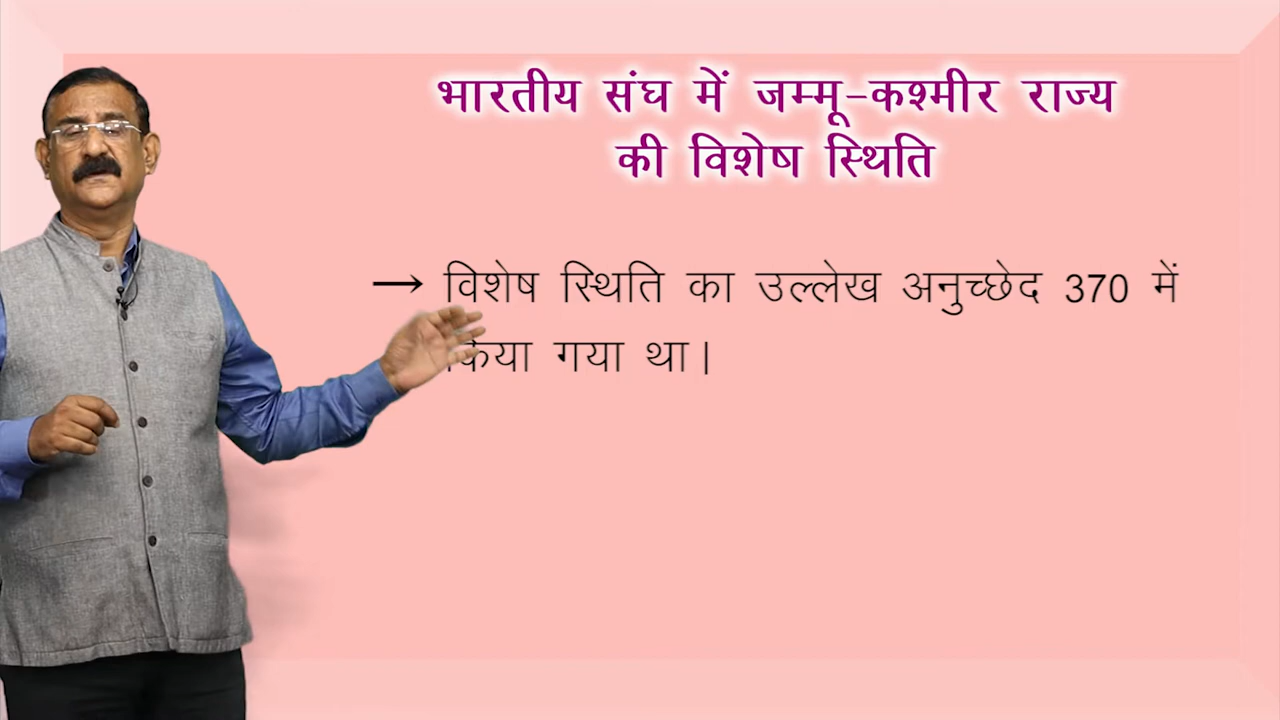 भारतीय संघ में जम्मू-कश्मीर राज्य
की विशेष स्थिति
→ विशेष स्थिति का उल्लेख अनुच्छेद 370 में
किया गया था।